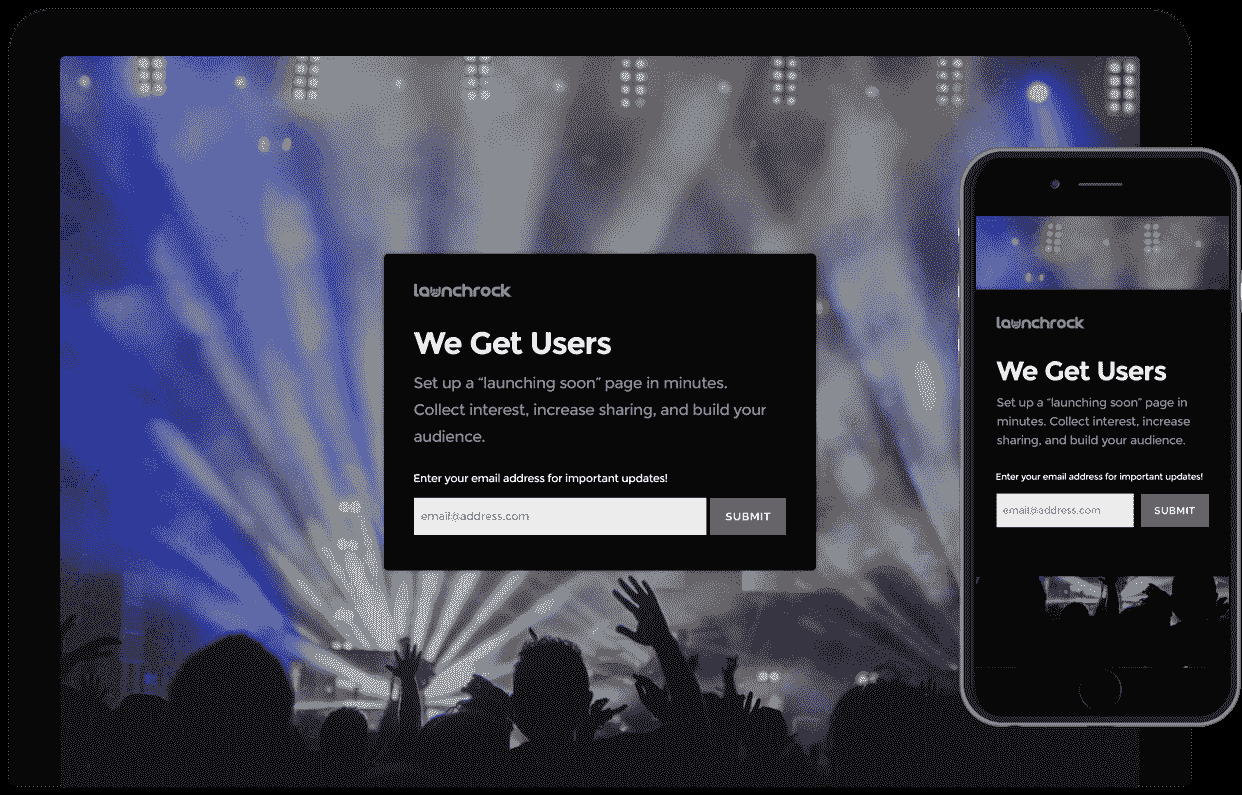 launchrock
We Get Users
Set up a “launching soon” page in minutes.
Collect interest, increase sharing, and build your
audience.
Enter your email address for important updates!
email@address.com
SUBMIT
launchrock
We Get Users
Set up a “launching soon” page in
minutes. Collect interest, increase
sharing, and build your audience.
Enter your email address for important updates!
email@address.com
SUBMIT